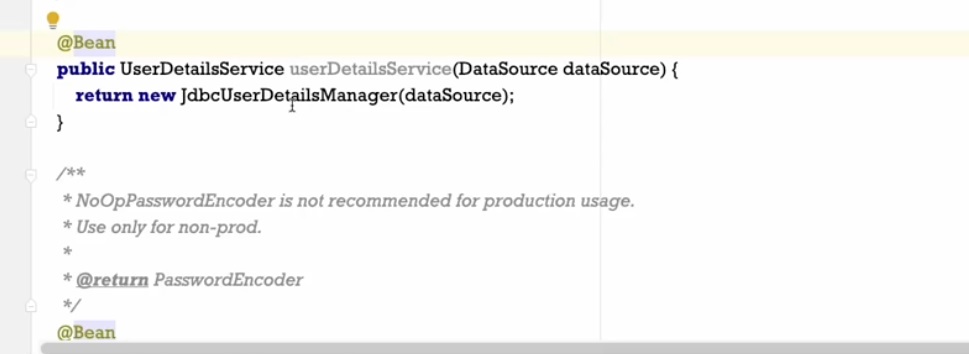 @Bean
public UserDetailsService userDetailsService(DataSource dataSource) {
return new JdbcUserDetailsManager(dataSource);
}
/**
* NoOpPasswordEncoder is not recommended for production usage.
* Use only for non-prod.
*
* @return PasswordEncoder
*/
@Bean